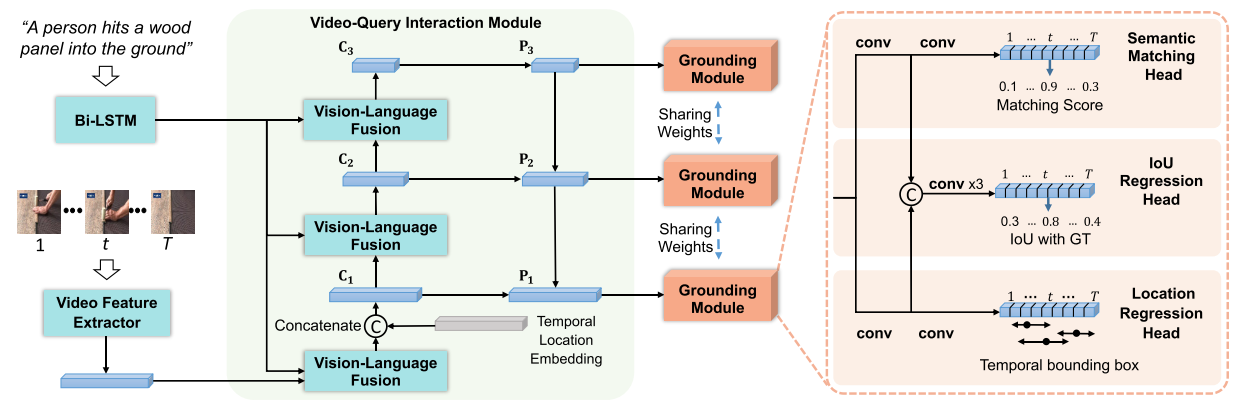 “A person hits a wood
panel into the ground”
Bi-LSTM
1
t
T
Video Feature
Extractor
Video-Query Interaction Module
C3
P3
Vision-Language
Fusion
C2
P2
Vision-Language
Fusion
C1
P1
Concatenate
C
Temporal
Location
Embedding
Vision-Language
Fusion
Grounding
Module
Sharing
Weights
Grounding
Module
Sharing
Weights
Grounding
Module
conv conv
1 ... t ... T
0.1 ... 0.9 ... 0.3
Matching Score
Semantic
Matching
Head
C
conv x3
1 ... t ... T
0.3 ... 0.8 ... 0.4
IoU with GT
IoU
Regression
Head
conv conv
1 ... t ... T
Temporal bounding box
Location
Regression
Head